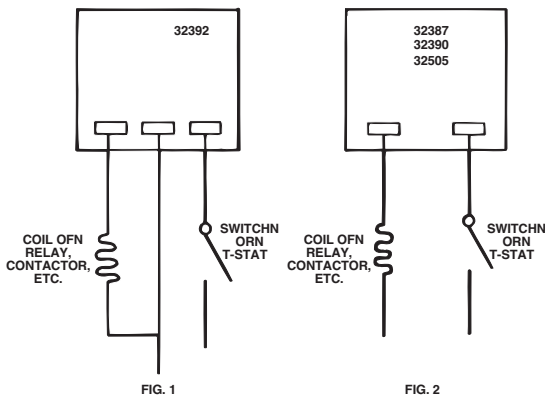 32392
32387
32390
32505
COIL OFN
RELAY,
CONTACTOR,
ETC.
SWITCHN
ORN
T-STAT
COIL OFN
RELAY,
CONTACTOR,
ETC.
SWITCHN
ORN
T-STAT
FIG. 1
FIG. 2